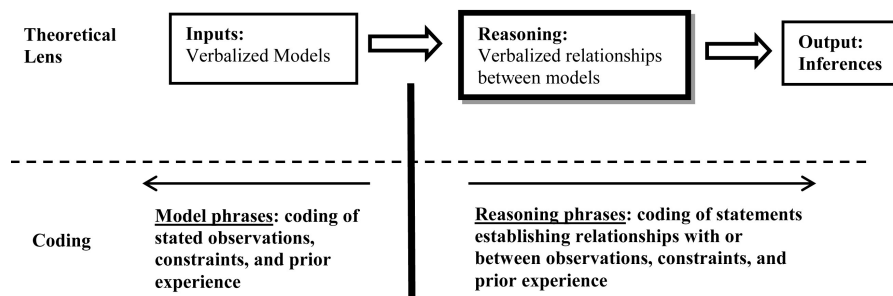 Theoretical
Lens
Inputs:
Verbalized Models
Reasoning:
Verbalized relationships
between models
Output:
Inferences
Coding
Model phrases: coding of
stated observations,
constraints, and prior
experience
Reasoning phrases: coding of statements
establishing relationships with or
between observations, constraints, and
prior experience